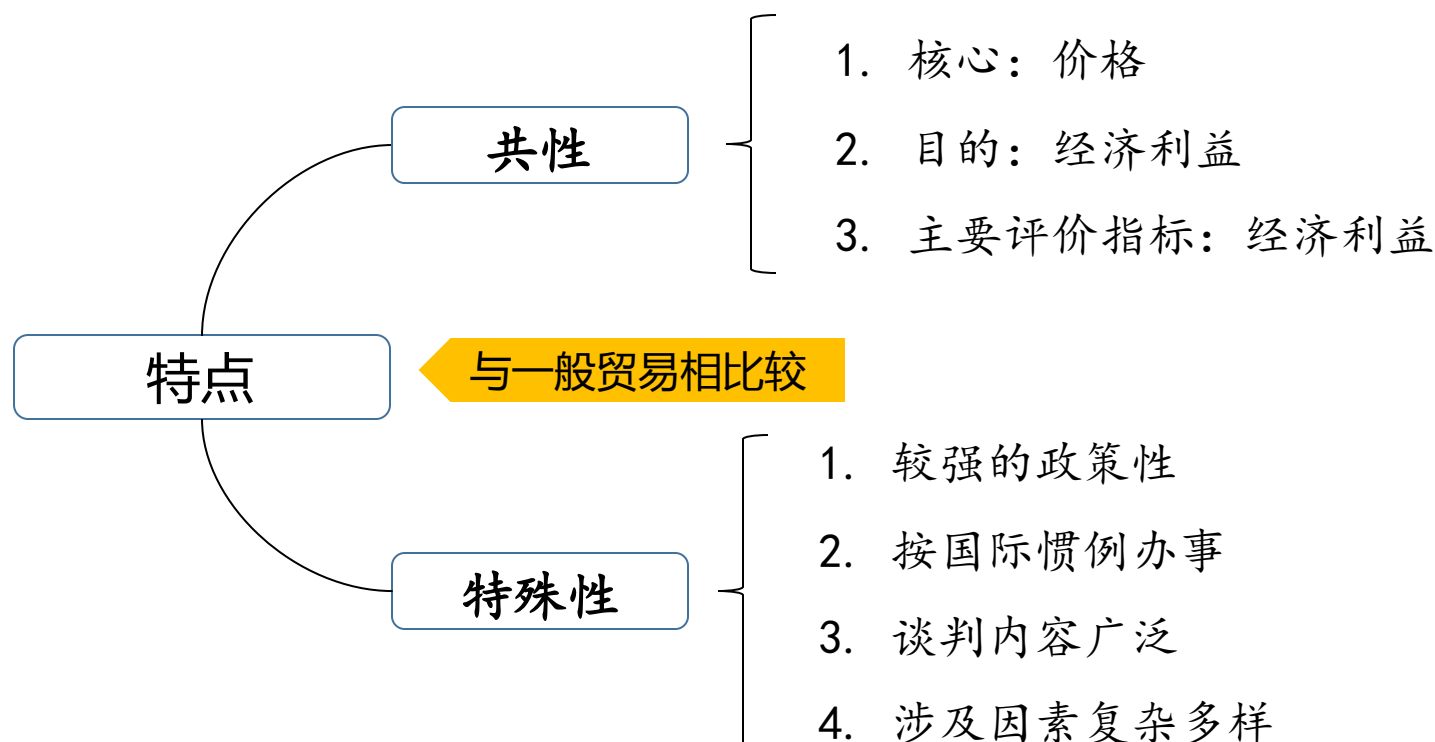 共性
1. 核心：价格
2. 目的：经济利益
3. 主要评价指标：经济利益
特点
与一般贸易相比较
特殊性
1. 较强的政策性
2. 按国际惯例办事
3. 谈判内容广泛
4. 涉及因素复杂多样